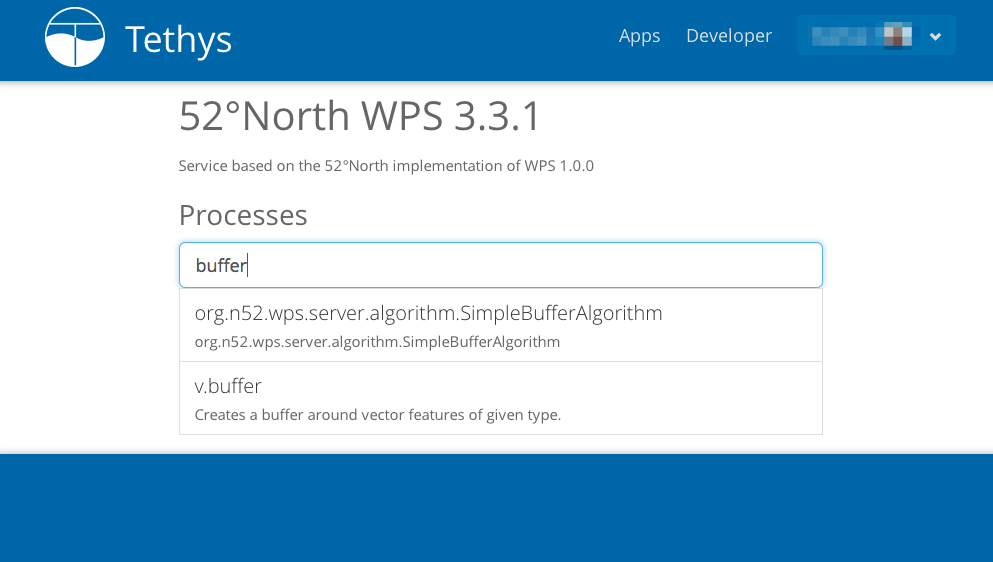 Tethys
Apps Developer
52°North WPS 3.3.1
Service based on the 52°North implementation of WPS 1.0.0
Processes
buffer
org.n52.wps.server.algorithm.SimpleBufferAlgorithm
org.n52.wps.server.algorithm.SimpleBufferAlgorithm
v.buffer
Creates a buffer around vector features of given type.